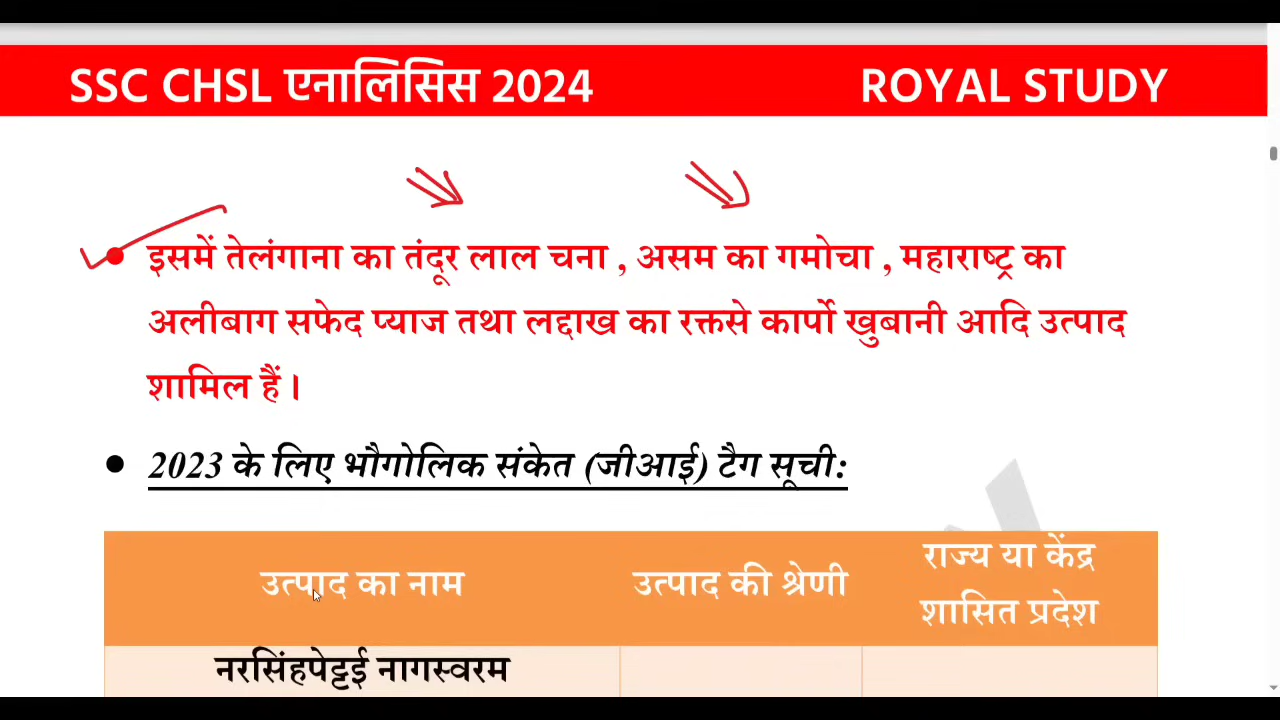 SSC CHSL एनालिसिस 2024 ROYAL STUDY
इसमें तेलंगाना का तंदूर लाल चना , असम का गमोचा , महाराष्ट्र का
अलीबाग सफेद प्याज तथा लद्दाख का रक्तसे कार्पो खुबानी आदि उत्पाद
शामिल हैं ।
2023 के लिए भौगोलिक संकेत (जीआई) टैग सूची:
उत्पाद का नाम
उत्पाद की श्रेणी
राज्य या केंद्र
शासित प्रदेश
नरसिंहपेट्टई नागस्वरम